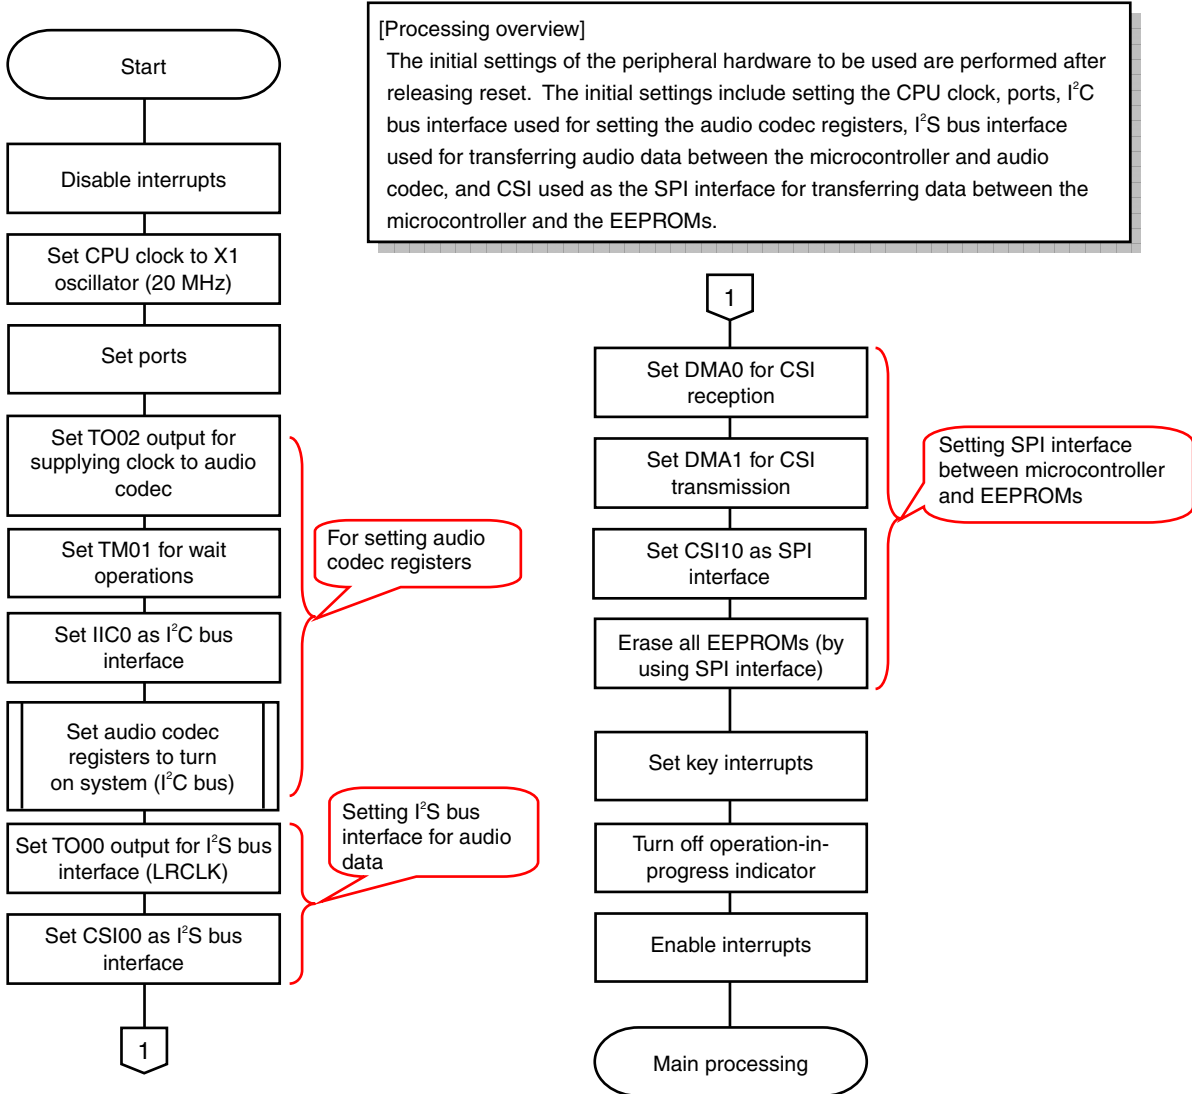 [Processing overview]
The initial settings of the peripheral hardware to be used are performed after
releasing reset. The initial settings include setting the CPU clock, ports, I²C
bus interface used for setting the audio codec registers, I²S bus interface
used for transferring audio data between the microcontroller and audio
codec, and CSI used as the SPI interface for transferring data between the
microcontroller and the EEPROMs.
Start
Disable interrupts
Set CPU clock to X1
oscillator (20 MHz)
Set ports
Set TO02 output for
supplying clock to audio
codec
Set TM01 for wait
operations
Set IIC0 as I²C bus
interface
Set audio codec
registers to turn
on system (I²C bus)
For setting audio
codec registers
Set TO00 output for I²S bus
interface (LRCLK)
Set CSI00 as I²S bus
interface
Setting I²S bus
interface for audio
data
1
1
Set DMA0 for CSI
reception
Set DMA1 for CSI
transmission
Set CSI10 as SPI
interface
Erase all EEPROMs (by
using SPI interface)
Setting SPI interface
between microcontroller
and EEPROMs
Set key interrupts
Turn off operation-in-
progress indicator
Enable interrupts
Main processing